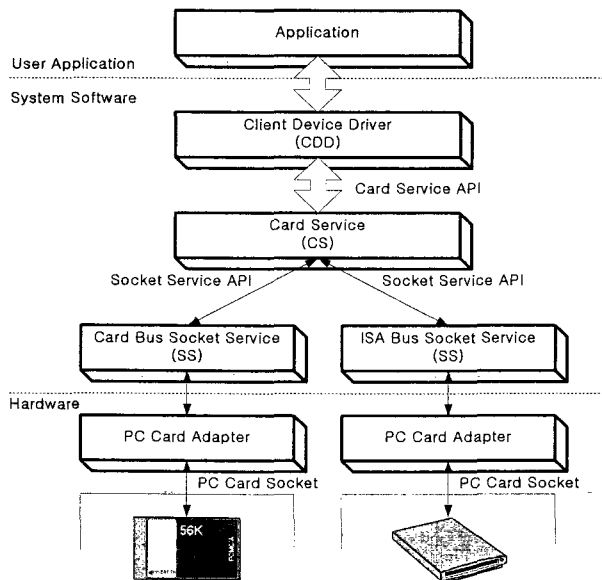 Application
User Application
System Software
Client Device Driver
(CDD)
Card Service API
Card Service
(CS)
Socket Service API
Socket Service API
Card Bus Socket Service
(SS)
ISA Bus Socket Service
(SS)
Hardware
PC Card Adapter
PC Card Adapter
PC Card Socket
PC Card Socket
56K
PCMCIA